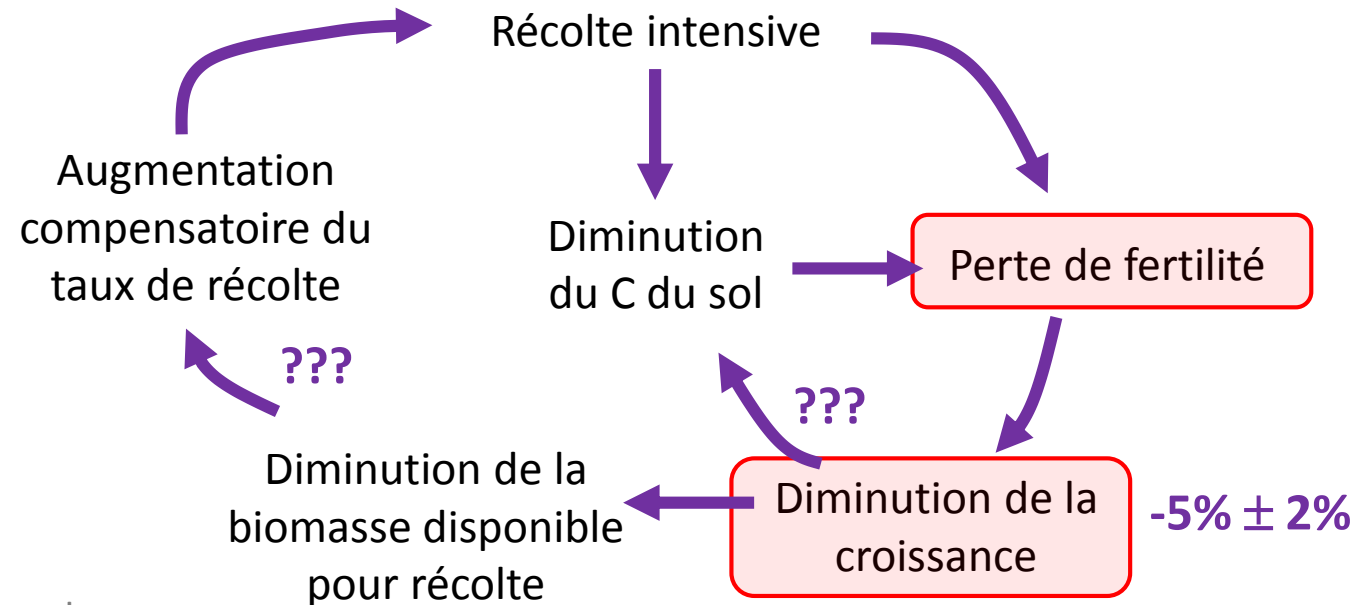 Récolte intensive
Augmentation
compensatoire du
taux de récolte
Diminution
du C du sol
Perte de fertilité
???
???
Diminution de la
biomasse disponible
pour récolte
Diminution de la
croissance
-5% ± 2%